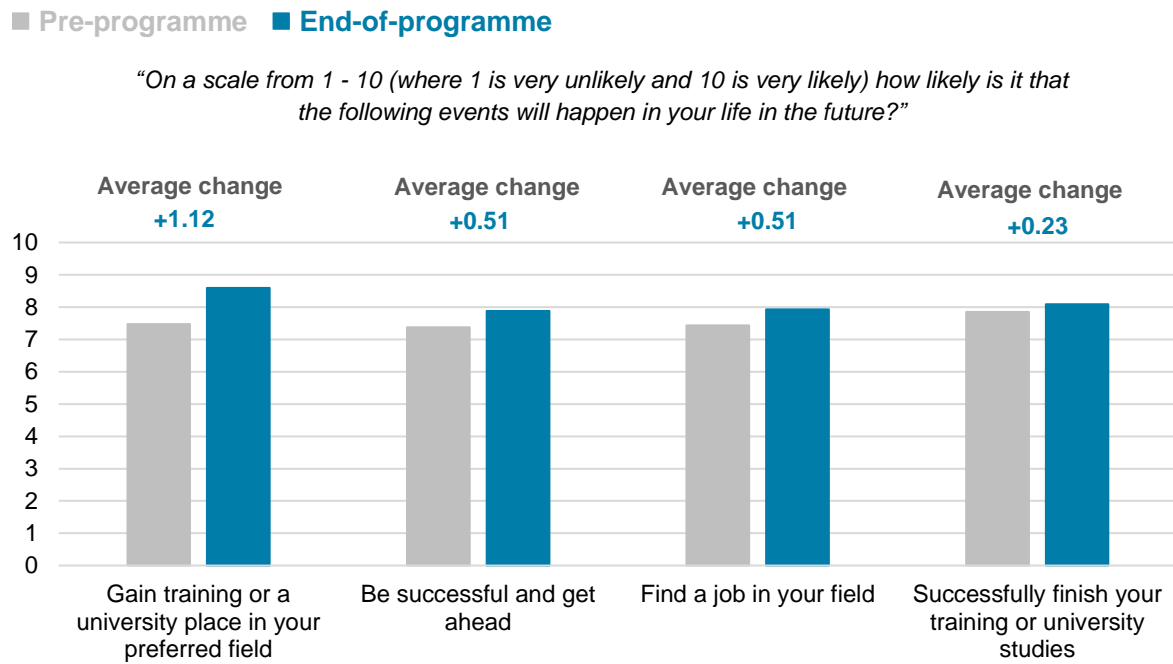 Pre-programme End-of-programme
“On a scale from 1 - 10 (where 1 is very unlikely and 10 is very likely) how likely is it that
the following events will happen in your life in the future?”
Average change Average change Average change Average change
+1.12 +0.51 +0.51 +0.23
10
9
8
7
6
5
4
3
2
1
0
Gain training or a
university place in your
preferred field
Be successful and get
ahead
Find a job in your field
Successfully finish your
training or university
studies